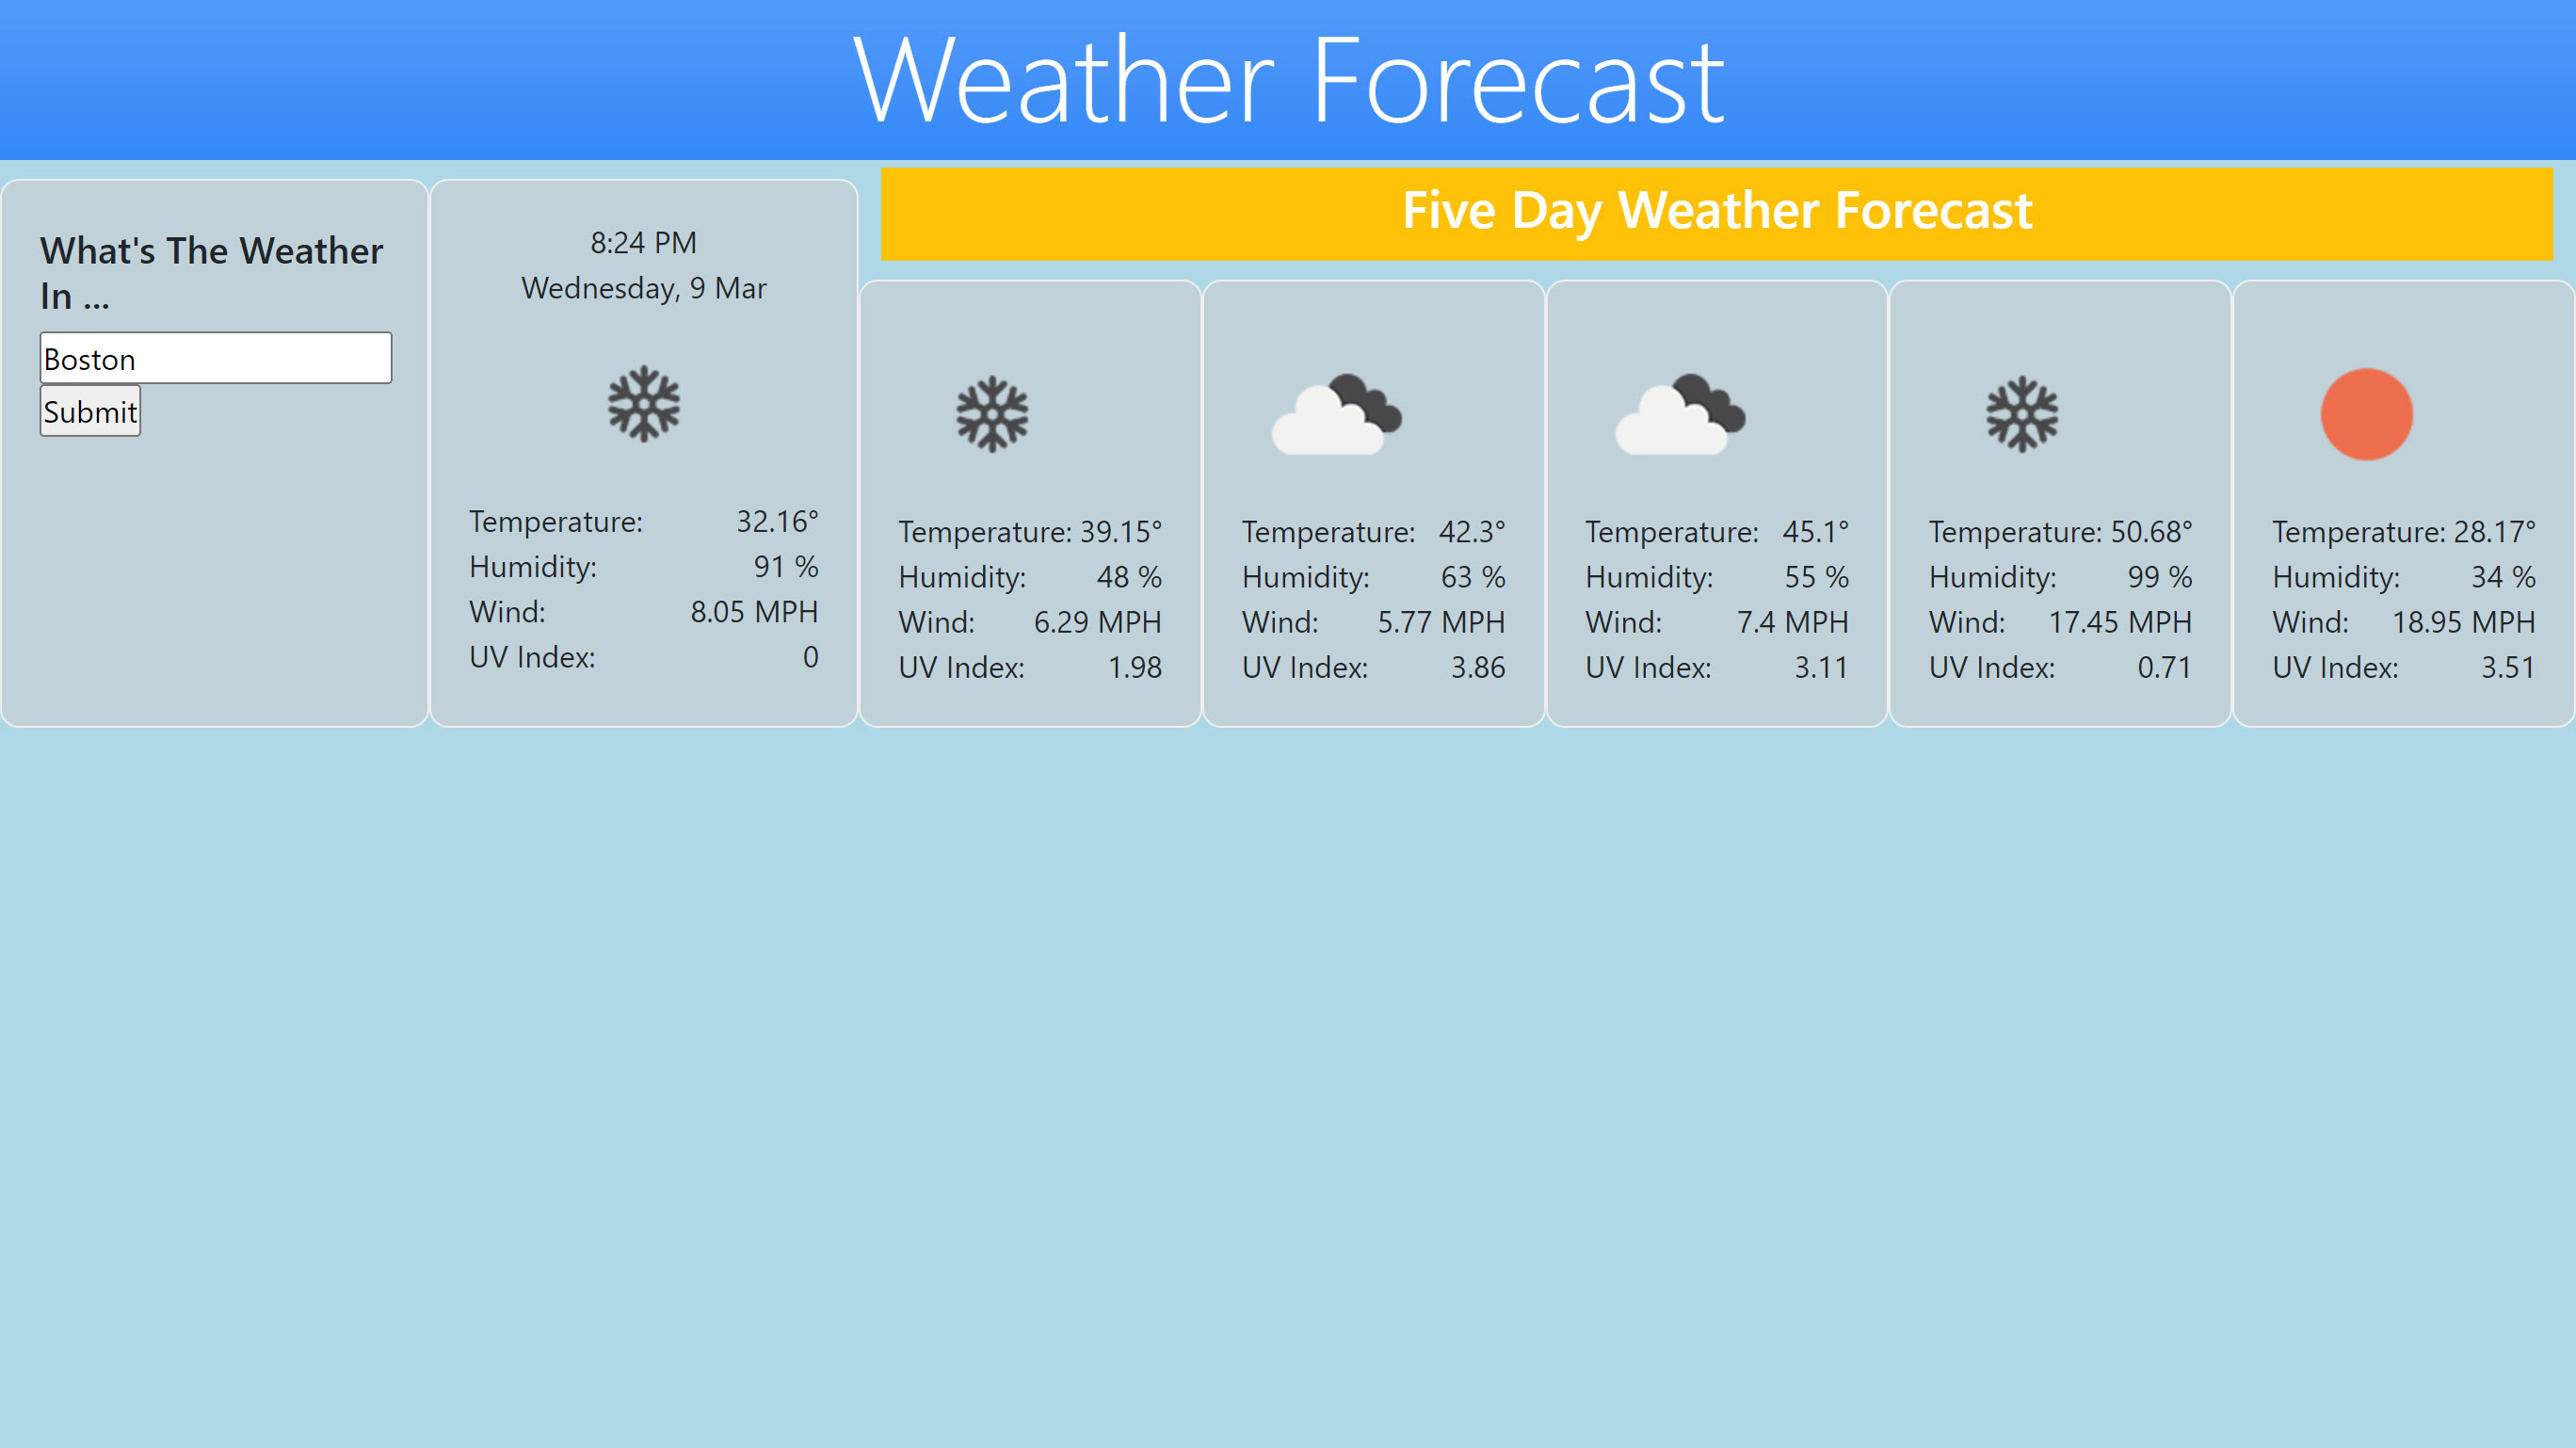 Weather Forecast
What's The Weather
In ...
Boston
Submit
8:24 PM
Wednesday, 9 Mar
Temperature: 32.16°
Humidity: 91 %
Wind: 8.05 MPH
UV Index: 0
Five Day Weather Forecast
Temperature: 39.15°
Humidity: 48 %
Wind: 6.29 MPH
UV Index: 1.98
Temperature: 42.3°
Humidity: 63 %
Wind: 5.77 MPH
UV Index: 3.86
Temperature: 45.1°
Humidity: 55 %
Wind: 7.4 MPH
UV Index: 3.11
Temperature: 50.68°
Humidity: 99 %
Wind: 17.45 MPH
UV Index: 0.71
Temperature: 28.17°
Humidity: 34 %
Wind: 18.95 MPH
UV Index: 3.51